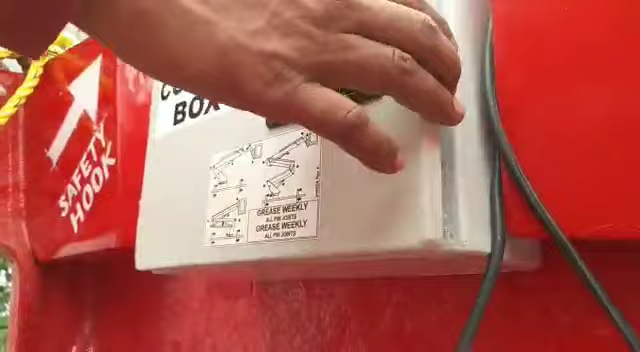 BOX
SAFETY
HOOK
GREASE WEEKLY
ALL PIN JOINTS
GREASE WEEKLY
ALL PIN JOINTS